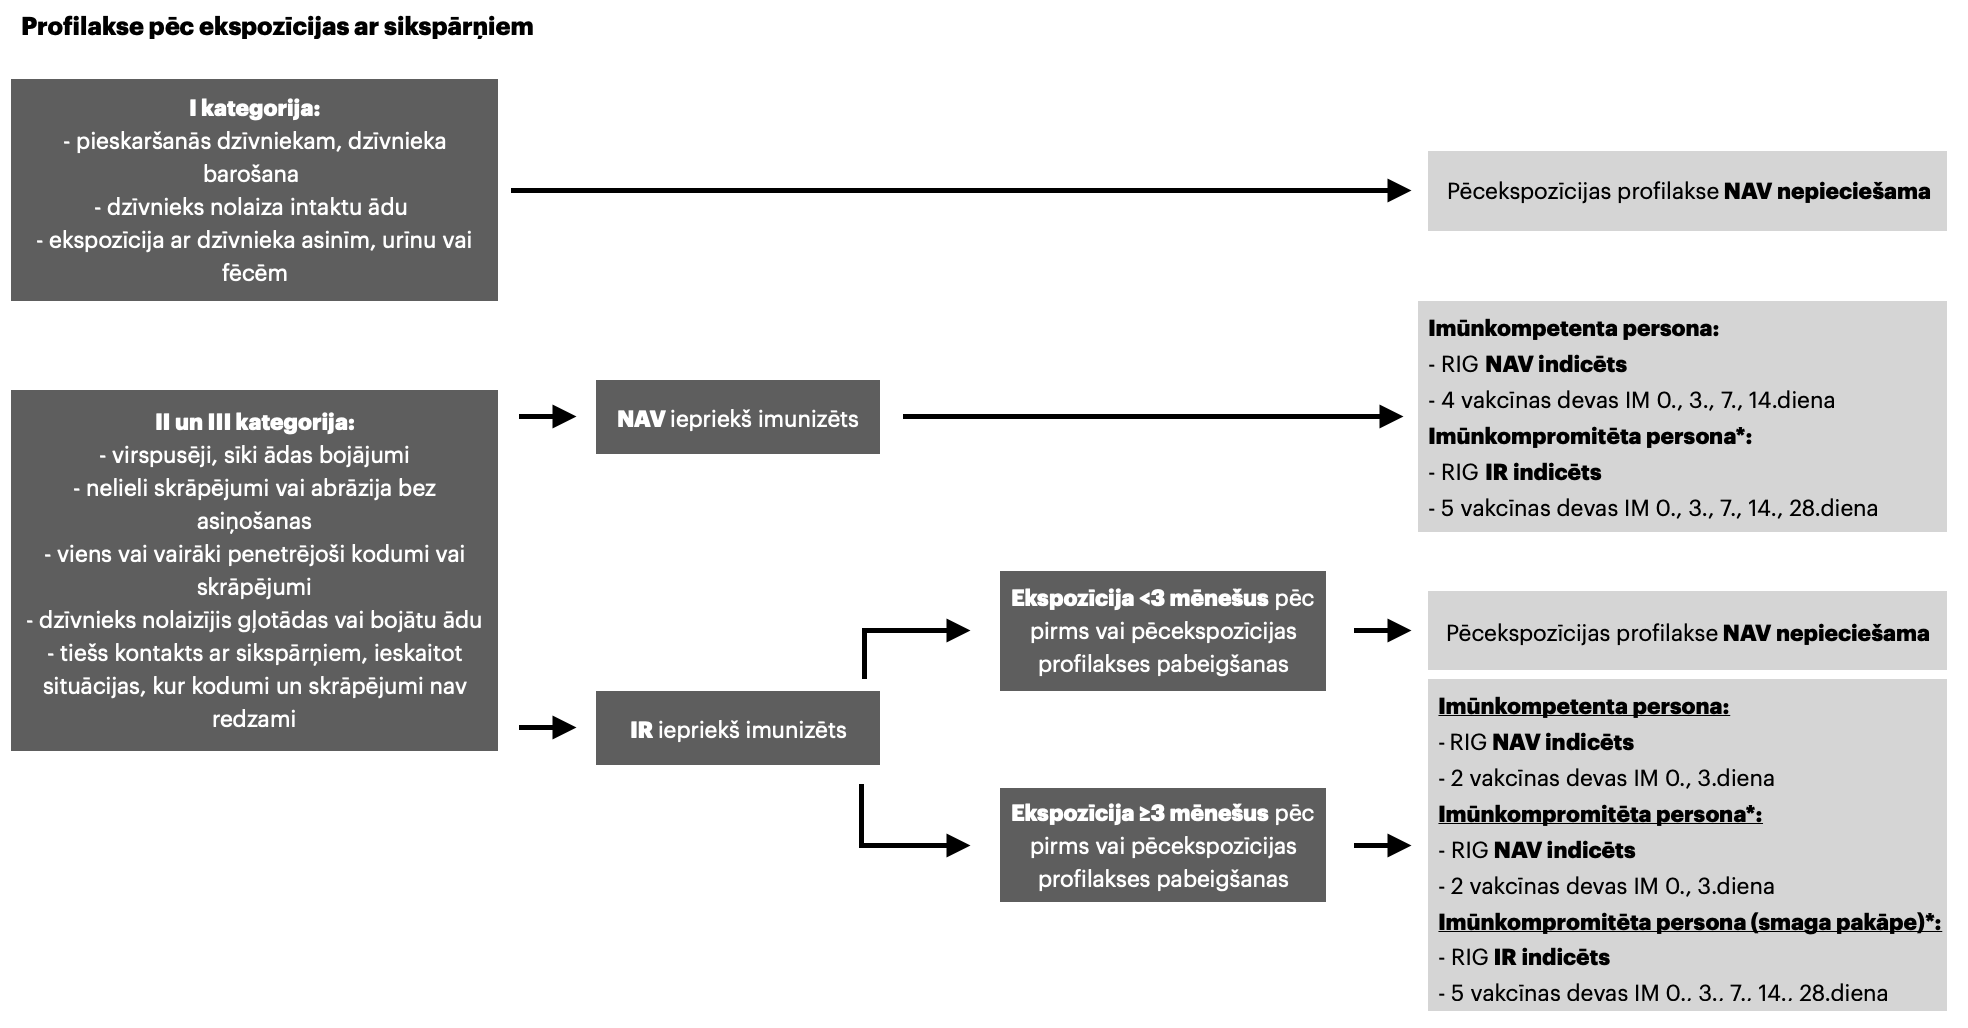 Profilakse pēc ekspozīcijas ar sikspārņiem
I kategorija:
- pieskaršanās dzīvniekam, dzīvnieka
barošana
- dzīvnieks nolaiza intaktu ādu
- ekspozīcija ar dzīvnieka asinīm, urīnu vai
fēcēm
Pēcekspozīcijas profilakse NAV nepieciešama
II un III kategorija:
- virspusēji, sīki ādas bojājumi
- nelieli skrāpējumi vai abrāzija bez
asiņošanas
- viens vai vairāki penetrējoši kodumi vai
skrāpējumi
- dzīvnieks nolaizījis gļotādas vai bojātu ādu
- tiešs kontakts ar sikspārņiem, ieskaitot
situācijas, kur kodumi un skrāpējumi nav
redzami
NAV iepriekš imunizēts
Imūnkompetenta persona:
- RIG NAV indicēts
- 4 vakcīnas devas IM 0., 3., 7., 14.diena
Imūnkompromitēta persona*:
- RIG IR indicēts
- 5 vakcīnas devas IM 0., 3., 7., 14., 28.diena
IR iepriekš imunizēts
Ekspozīcija <3 mēnešus pēc
pirms vai pēcekspozīcijas
profilakses pabeigšanas
Pēcekspozīcijas profilakse NAV nepieciešama
Ekspozīcija ≥3 mēnešus pēc
pirms vai pēcekspozīcijas
profilakses pabeigšanas
Imūnkompetenta persona:
- RIG NAV indicēts
- 2 vakcīnas devas IM 0., 3.diena
Imūnkompromitēta persona*:
- RIG NAV indicēts
- 2 vakcīnas devas IM 0., 3.diena
Imūnkompromitēta persona (smaga pakāpe)*:
- RIG IR indicēts
- 5 vakcīnas devas IM 0., 3., 7., 14., 28.diena